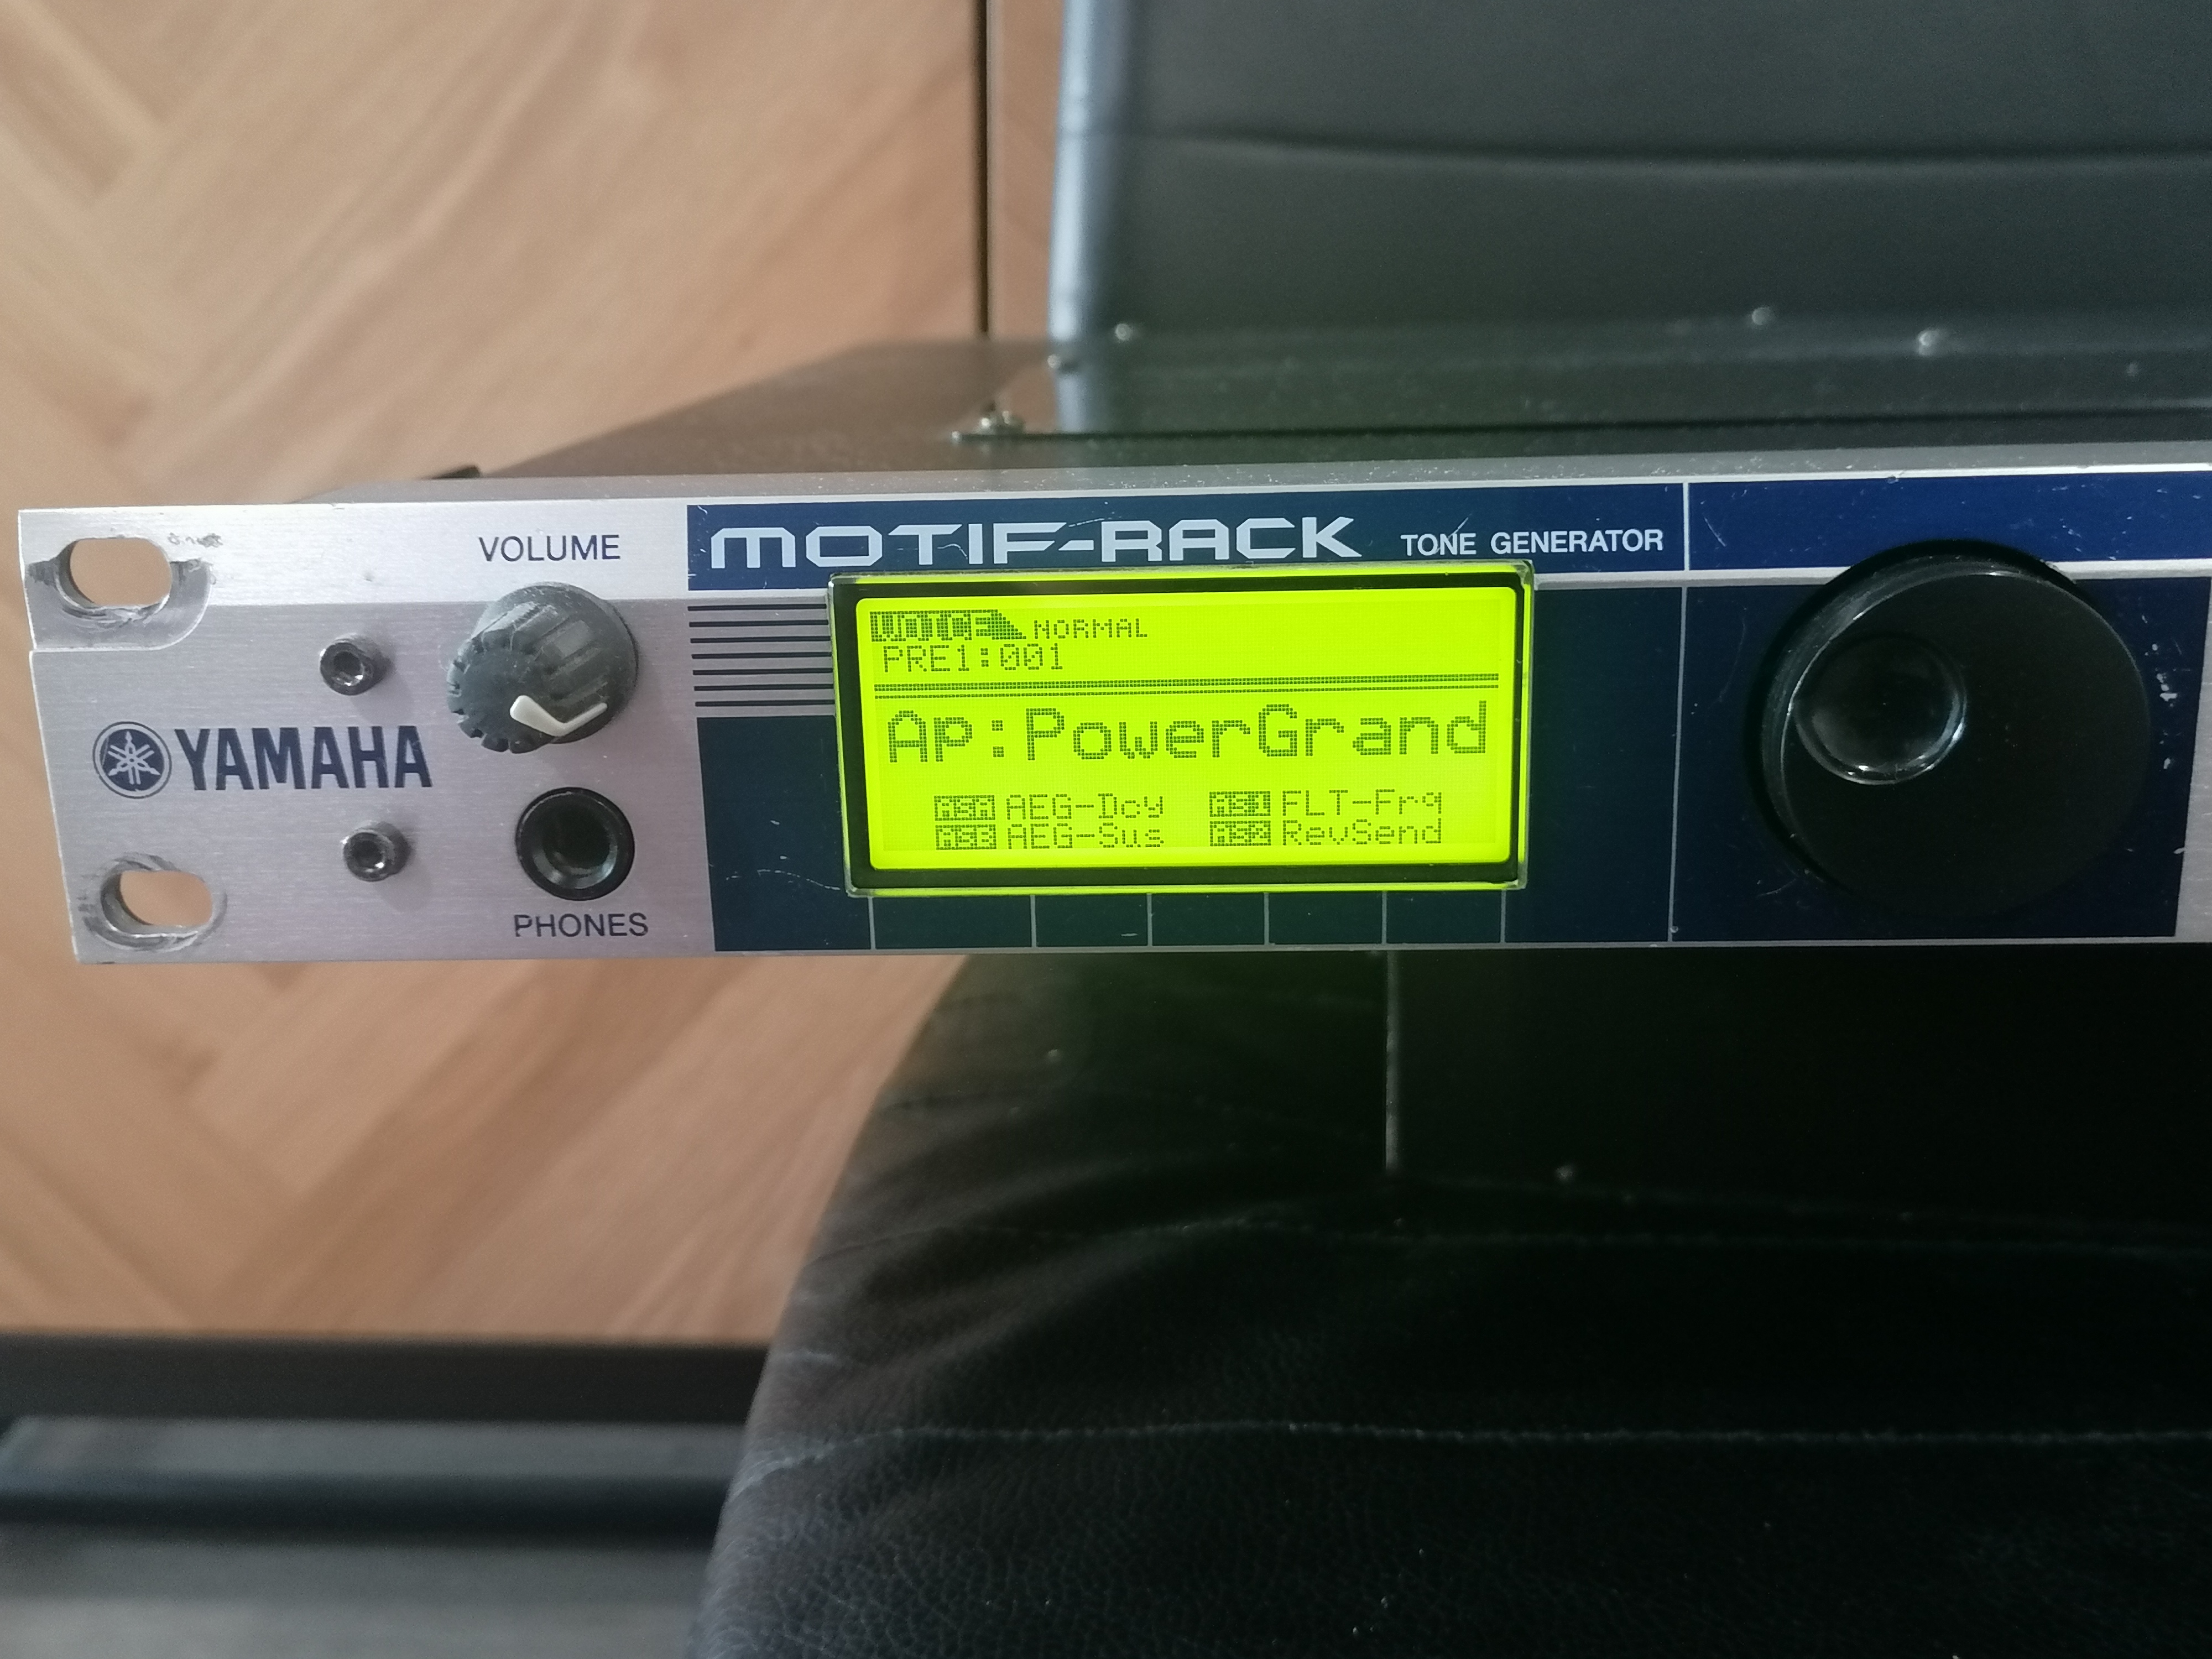 VOLUME
MOTIF-RACK TONE GENERATOR
YAMAHA
PHONES
VOICE NORMAL
PRE1:001
Ap:PowerGrand
AEG-Dcy FLT-Frq
AEG-Sus RevSend